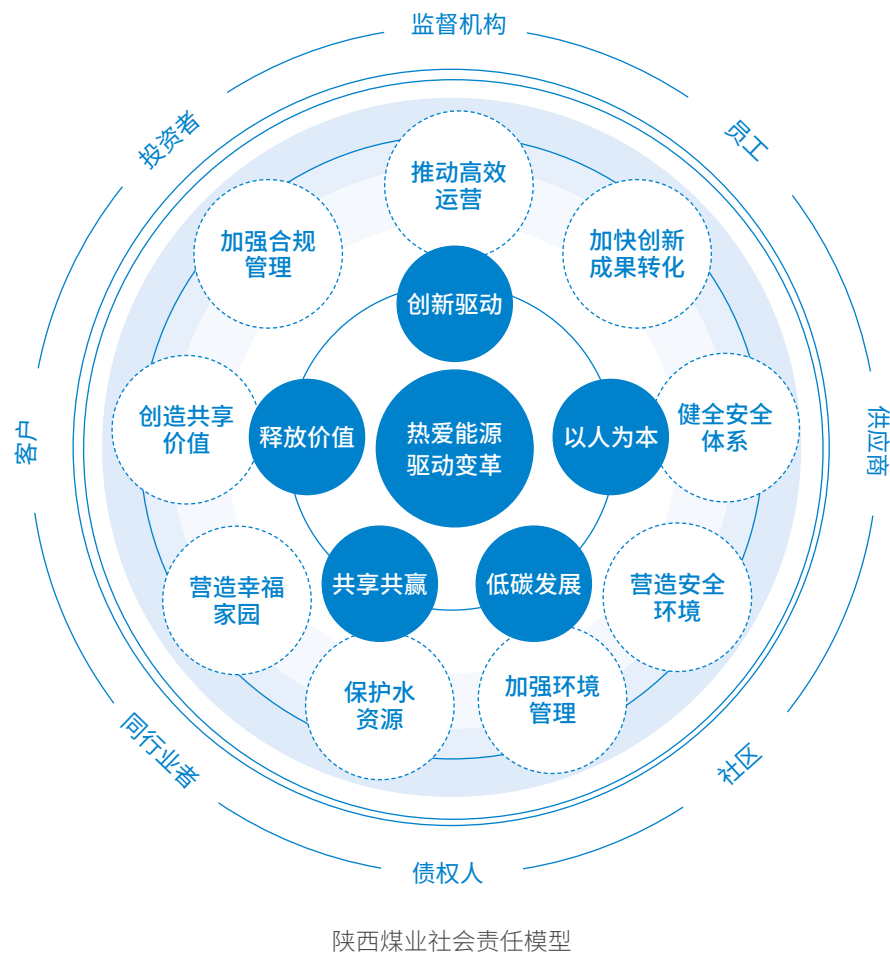 监督机构
投资者
员工
推动高效
运营
加强合规
管理
加快创新
成果转化
创新驱动
创造共享
价值
释放价值
热爱能源
驱动变革
以人为本
健全安全
体系
客户
供应商
营造幸福
家园
共享共赢
低碳发展
营造安全
环境
保护水
资源
加强环境
管理
同行业者
社区
债权人
陕西煤业社会责任模型